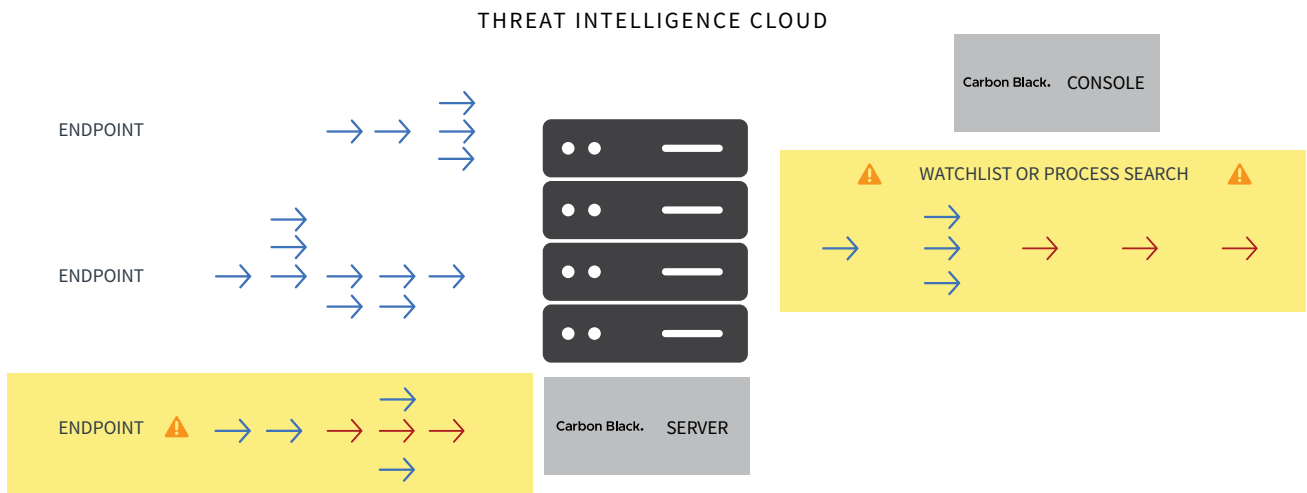 THREAT INTELLIGENCE CLOUD
Carbon Black. CONSOLE
ENDPOINT
WATCHLIST OR PROCESS SEARCH
ENDPOINT
ENDPOINT
Carbon Black. SERVER